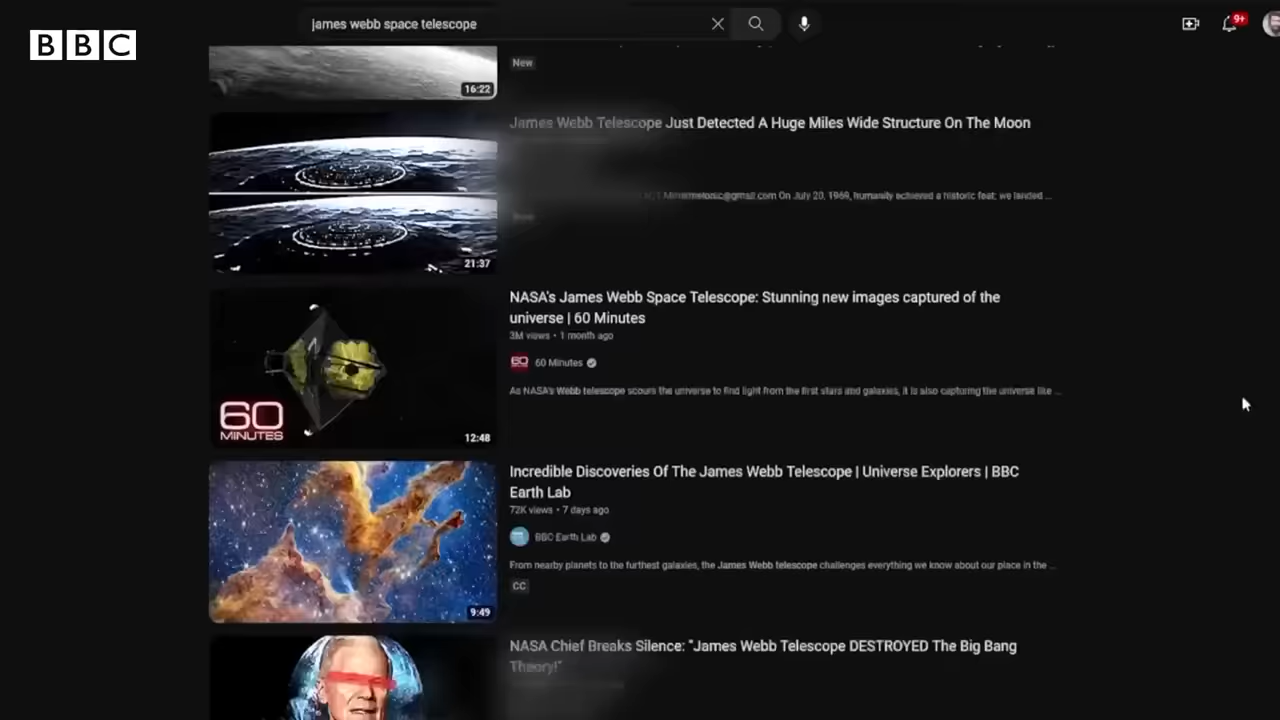 james webb space telescope
9+
BBC
16:22
New
James Webb Telescope Just Detected A Huge Miles Wide Structure On The Moon
@gmail.com On July 20, 1969, humanity achieved a historic feat: we landed ...
21:37
NASA's James Webb Space Telescope: Stunning new images captured of the
universe | 60 Minutes
3M views • 1 month ago
60 60 Minutes
As NASA's Webb telescope scours the universe to find light from the first stars and galaxies, it is also capturing the universe like ...
60
MINUTES
12:48
Incredible Discoveries Of The James Webb Telescope | Universe Explorers | BBC
Earth Lab
72K views • 7 days ago
BBC Earth Lab
From nearby planets to the furthest galaxies, the James Webb telescope challenges everything we know about our place in the ...
CC
9:49
NASA Chief Breaks Silence: "James Webb Telescope DESTROYED The Big Bang
Theory!"